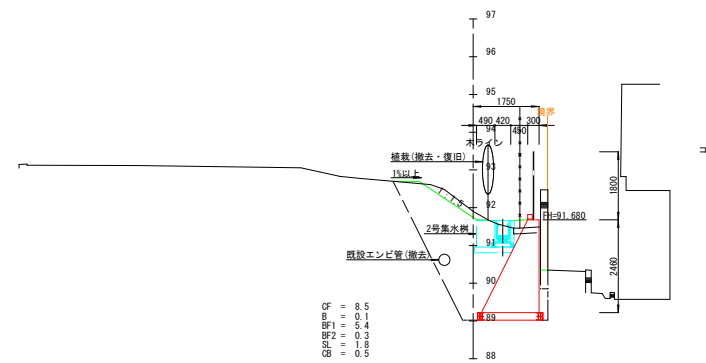 97
96
95
1750
境界
490 420
450
300
94
木ライン
植栽(撤去・復旧)
93
1%以上
1:1.5
1800
92
FH=91.680
2号集水桝
91
既設エンビ管(撤去)
2460
90
CF = 8.5
B = 0.1
BF1 = 5.4
BF2 = 0.3
SL = 1.8
CB = 0.5
89
88